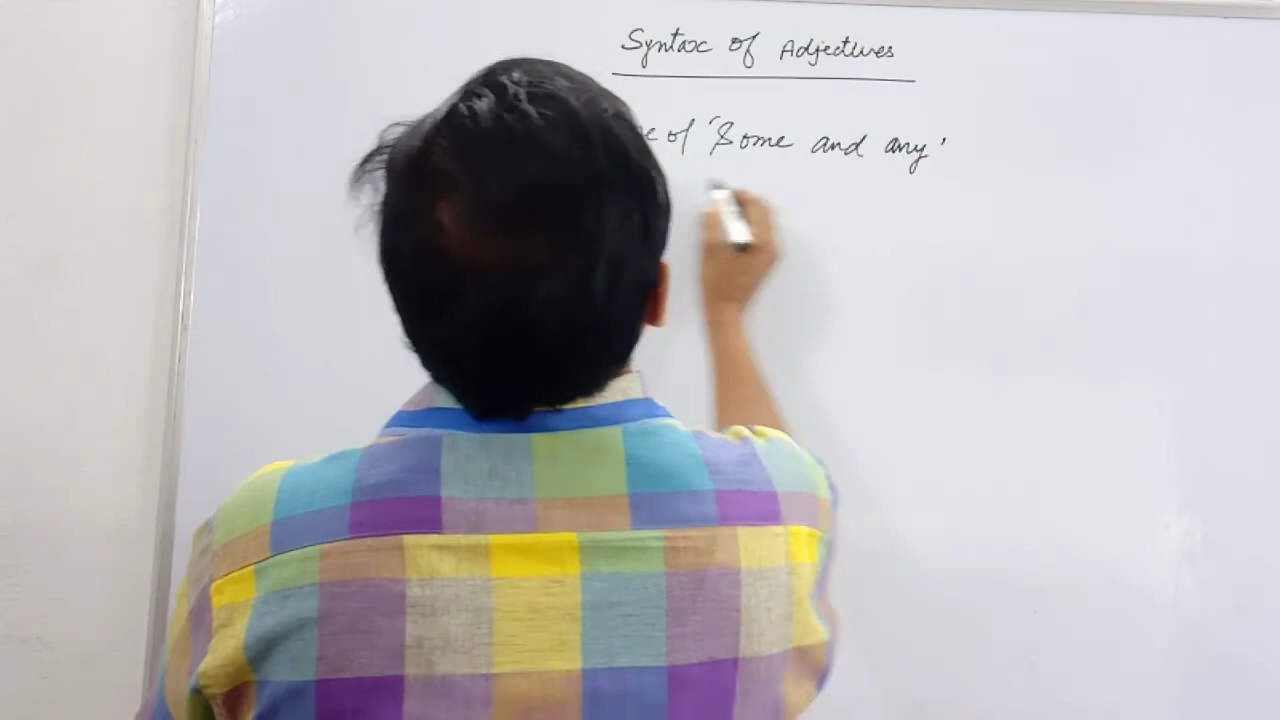 Syntax of Adjectives
of 'Some and any'